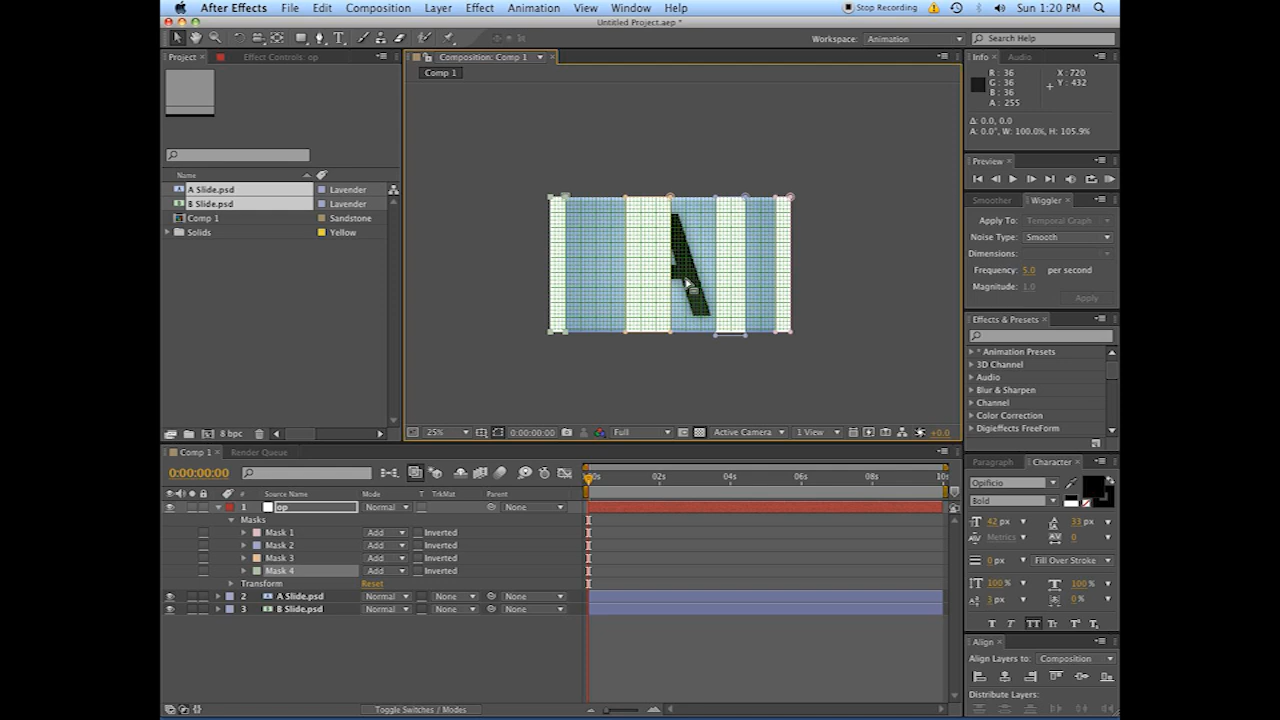 After Effects File Edit Composition Layer Effect Animation View Window Help Stop Recording Sun 1:20 PM
Untitled Project.aep *
Workspace: Animation Search Help
Project × Effect Controls: op Composition: Comp 1 Info × Audio
Comp 1
R : 36 X : 720
G : 36 Y : 432
B : 36
A : 255
Δ: 0.0, 0.0
A: 0.0°, W: 100.0%, H: 105.9%
Preview ×
Name
A Slide.psd Lavender
B Slide.psd Lavender
Comp 1 Sandstone
Solids Yellow
A
Smoother Wiggler ×
Apply To: Temporal Graph
Noise Type: Smooth
Dimensions:
Frequency: 5.0 per second
Magnitude: 1.0
Apply
Effects & Presets ×
* Animation Presets
3D Channel
Audio
Blur & Sharpen
Channel
Color Correction
DigiEffects FreeForm
8 bpc 25% 0:00:00:00 Full Active Camera 1 View +0.0
Comp 1 × Render Queue
0:00:00:00
02s 04s 06s 08s
# Source Name Mode T TrkMat Parent
1 op Normal None
Masks
Mask 1 Add Inverted
Mask 2 Add Inverted
Mask 3 Add Inverted
Mask 4 Add Inverted
Transform Reset
2 A Slide.psd Normal None None
3 B Slide.psd Normal None None
Toggle Switches / Modes
Paragraph Character ×
Opificio
Bold
42 px 33 px
Metrics 0
0 px Fill Over Stroke
100 % 100 %
3 px 0 %
Align ×
Align Layers to: Composition
Distribute Layers: